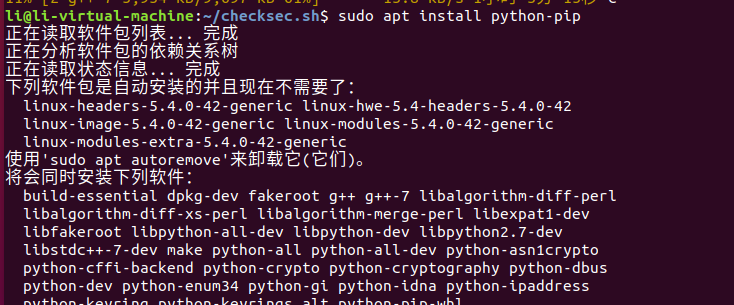 li@li-virtual-machine:~/checksec.sh$ sudo apt install python-pip
正在读取软件包列表... 完成
正在分析软件包的依赖关系树
正在读取状态信息... 完成
下列软件包是自动安装的并且现在不需要了：
linux-headers-5.4.0-42-generic linux-hwe-5.4-headers-5.4.0-42
linux-image-5.4.0-42-generic linux-modules-5.4.0-42-generic
linux-modules-extra-5.4.0-42-generic
使用'sudo apt autoremove'来卸载它(它们)。
将会同时安装下列软件：
build-essential dpkg-dev fakeroot g++ g++-7 libalgorithm-diff-perl
libalgorithm-diff-xs-perl libalgorithm-merge-perl libexpat1-dev
libfakeroot libpython-all-dev libpython-dev libpython2.7-dev
libstdc++-7-dev make python-all python-all-dev python-asn1crypto
python-cffi-backend python-crypto python-cryptography python-dbus
python-dev python-enum34 python-gi python-idna python-ipaddress
python-keyring python-keyrings.alt python-pip-whl